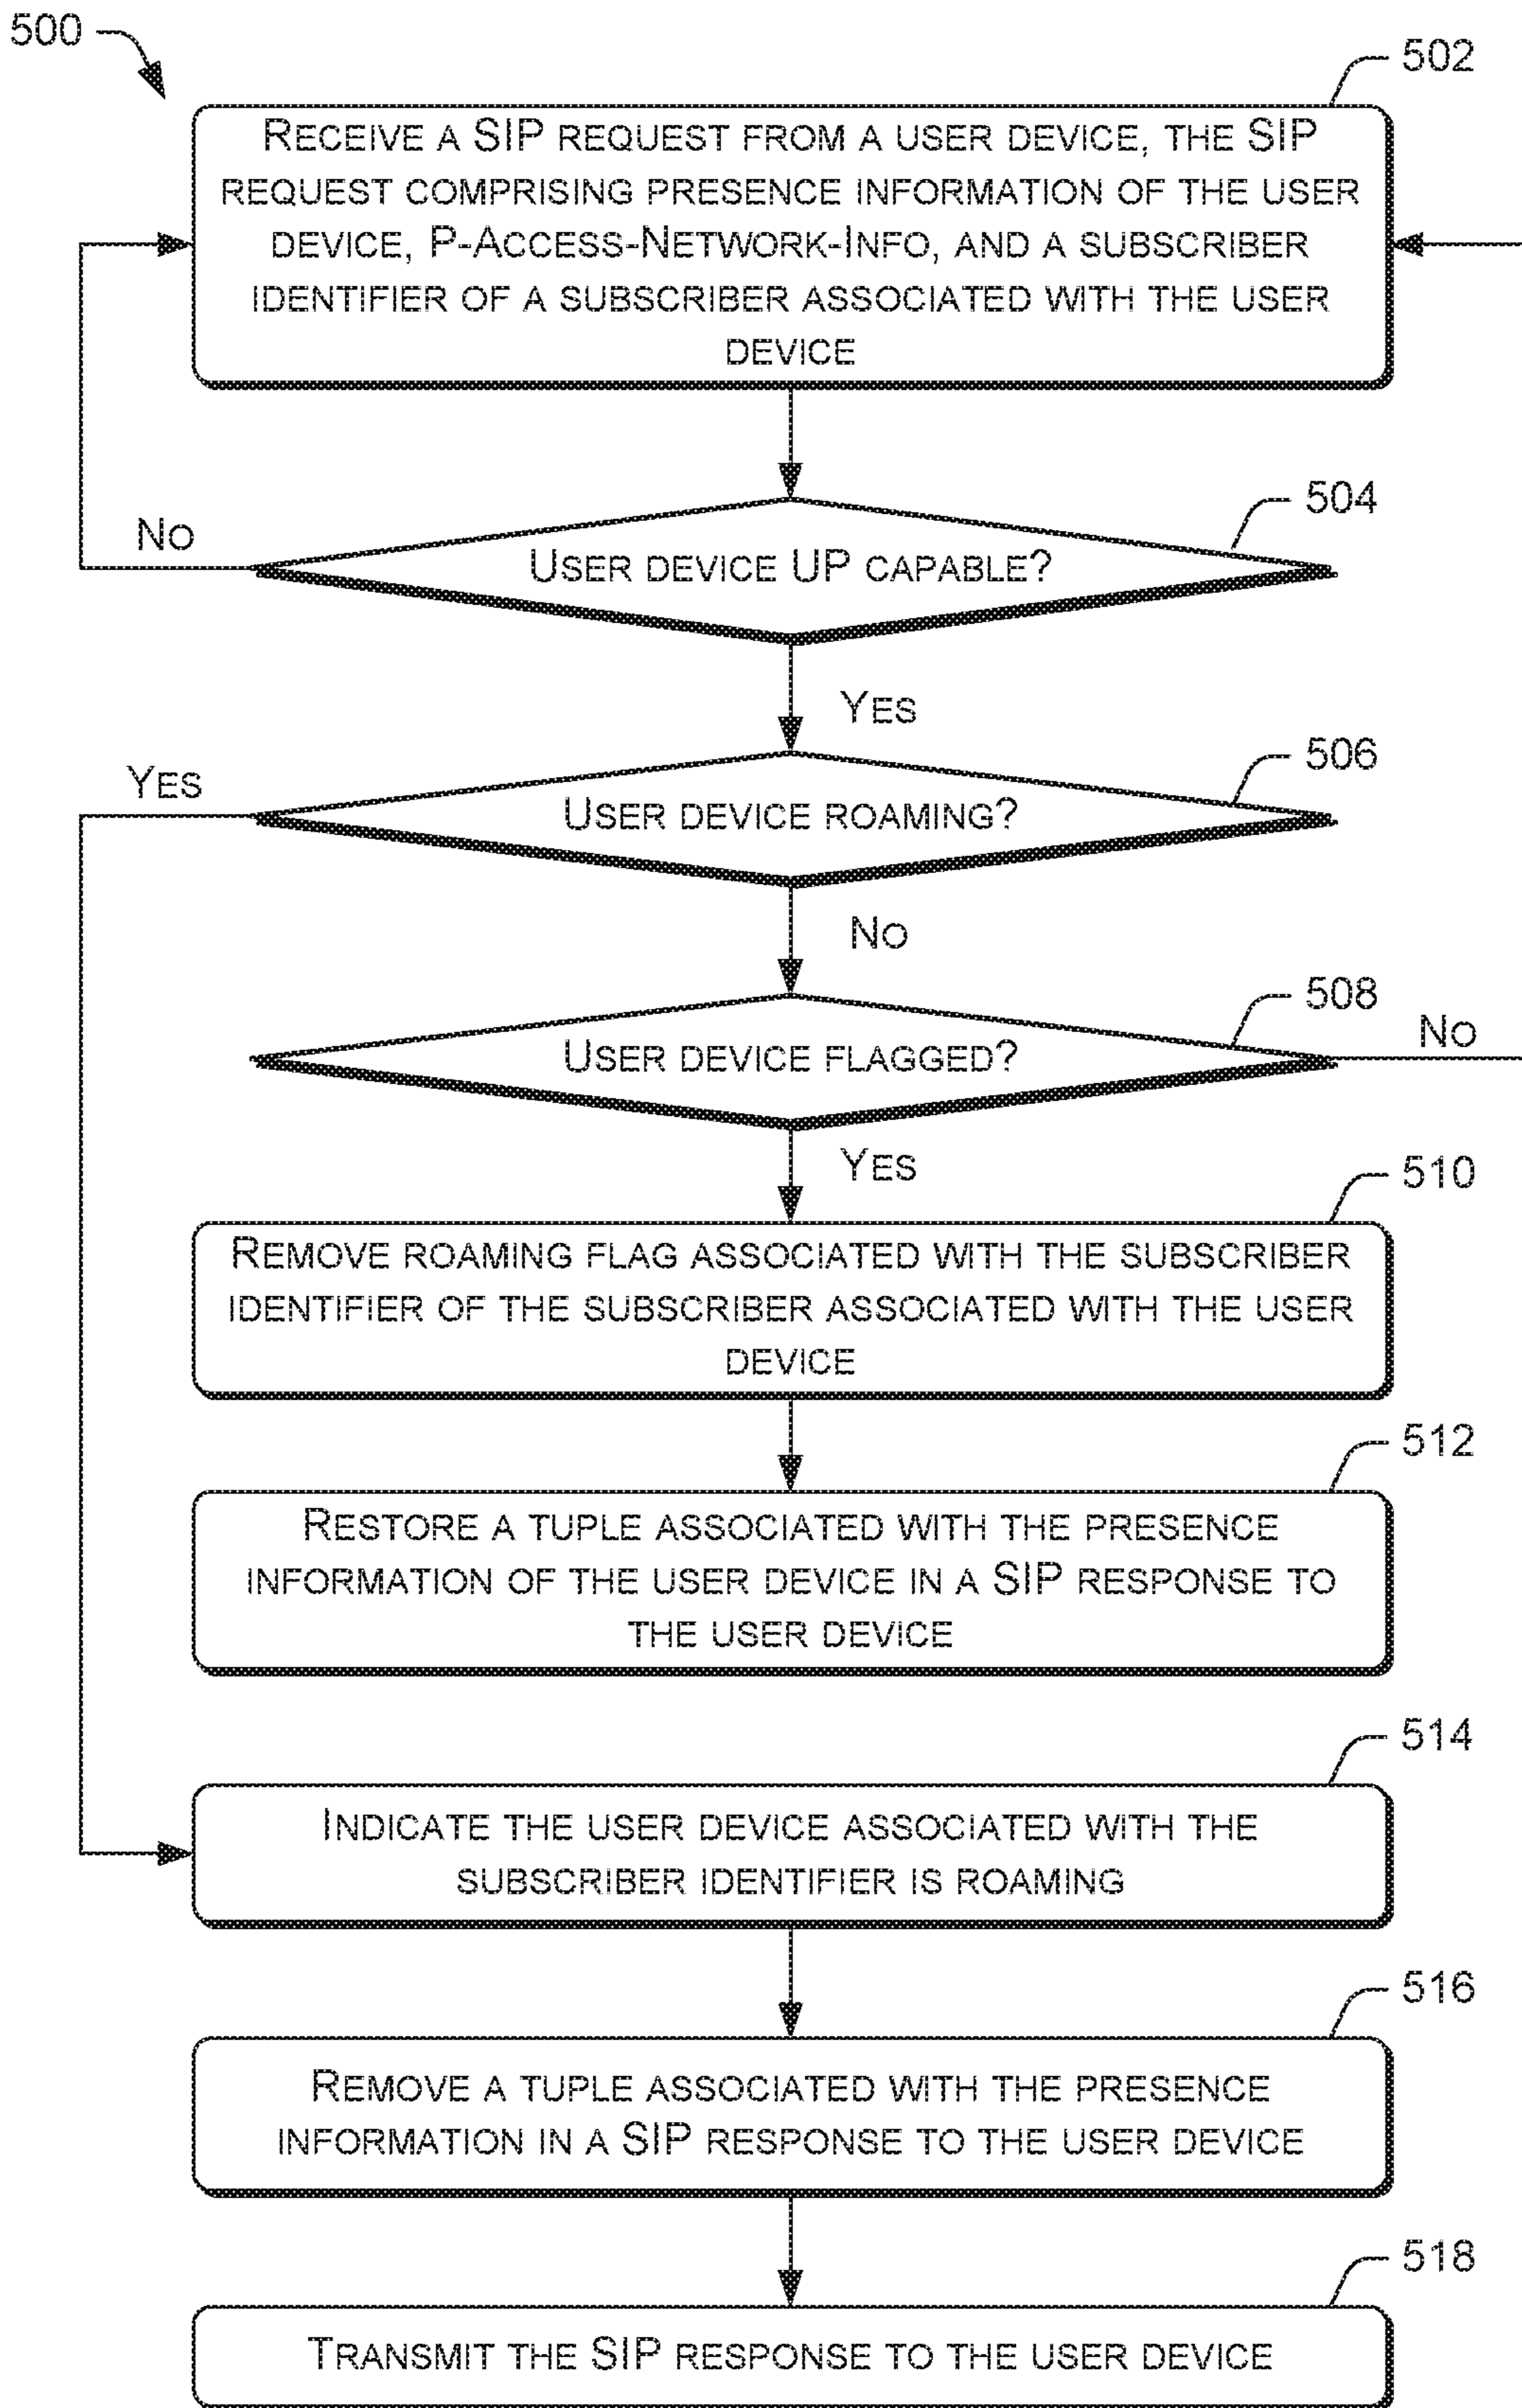 500
502
RECEIVE A SIP REQUEST FROM A USER DEVICE, THE SIP
REQUEST COMPRISING PRESENCE INFORMATION OF THE USER
DEVICE, P-ACCESS-NETWORK-INFO, AND A SUBSCRIBER
IDENTIFIER OF A SUBSCRIBER ASSOCIATED WITH THE USER
DEVICE
504
NO
USER DEVICE UP CAPABLE?
YES
506
YES
USER DEVICE ROAMING?
NO
508
NO
USER DEVICE FLAGGED?
YES
510
REMOVE ROAMING FLAG ASSOCIATED WITH THE SUBSCRIBER
IDENTIFIER OF THE SUBSCRIBER ASSOCIATED WITH THE USER
DEVICE
512
RESTORE A TUPLE ASSOCIATED WITH THE PRESENCE
INFORMATION OF THE USER DEVICE IN A SIP RESPONSE TO
THE USER DEVICE
514
INDICATE THE USER DEVICE ASSOCIATED WITH THE
SUBSCRIBER IDENTIFIER IS ROAMING
516
REMOVE A TUPLE ASSOCIATED WITH THE PRESENCE
INFORMATION IN A SIP RESPONSE TO THE USER DEVICE
518
TRANSMIT THE SIP RESPONSE TO THE USER DEVICE